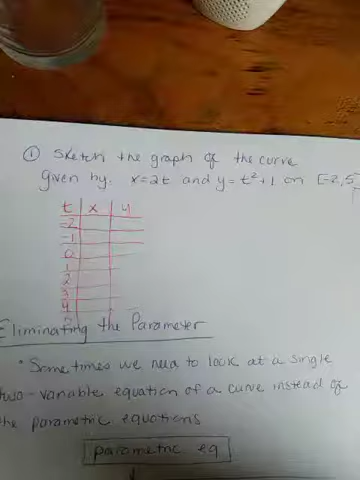 ① Sketch the graph of the curve
given by: x=2t and y=t²+1 on [-2,5
t x y
-2
-1
0
1
2
3
4
Eliminating the Parameter
• Sometimes we need to look at a single
two-variable equation of a curve instead of
the parametric equations
parametric eq